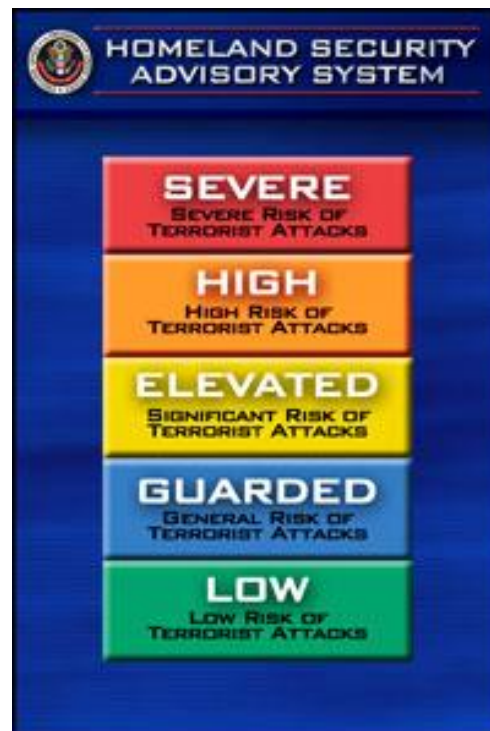 HOMELAND SECURITY
ADVISORY SYSTEM
SEVERE
SEVERE RISK OF
TERRORIST ATTACKS
HIGH
HIGH RISK OF
TERRORIST ATTACKS
ELEVATED
SIGNIFICANT RISK OF
TERRORIST ATTACKS
GUARDED
GENERAL RISK OF
TERRORIST ATTACKS
LOW
LOW RISK OF
TERRORIST ATTACKS